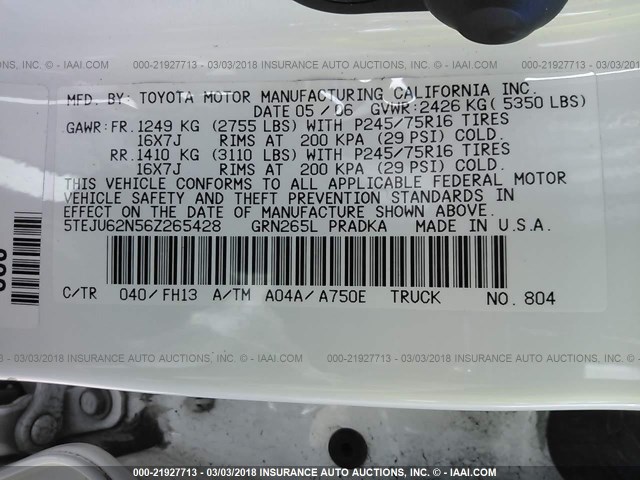 000-21927713 - 03/03/2018 INSURANCE AUTO AUCTIONS, INC. - © - IAAI.COM
MFD. BY: TOYOTA MOTOR MANUFACTURING CALIFORNIA INC.
DATE 05 / 06 GVWR: 2426 KG( 5350 LBS)
GAWR: FR. 1249 KG (2755 LBS) WITH P245/75R16 TIRES
16X7J RIMS AT 200 KPA (29 PSI) COLD.
RR. 1410 KG (3110 LBS) WITH P245/75R16 TIRES
16X7J RIMS AT 200 KPA (29 PSI) COLD.
THIS VEHICLE CONFORMS TO ALL APPLICABLE FEDERAL MOTOR
VEHICLE SAFETY AND THEFT PREVENTION STANDARDS IN
EFFECT ON THE DATE OF MANUFACTURE SHOWN ABOVE.
5TEJU62N56Z265428 GRN265L PRADKA MADE IN U.S.A.
C/TR 040/FH13 A/TM A04A/A750E TRUCK NO. 804
000-21927713 - 03/03/2018 INSURANCE AUTO AUCTIONS, INC. - © - IAAI.COM
000-21927713 - 03/03/2018 INSURANCE AUTO AUCTIONS, INC. - © - IAAI.COM